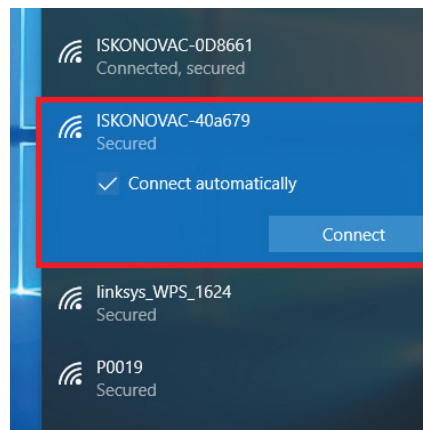 ISKONOVAC-0D8661
Connected, secured
ISKONOVAC-40a679
Secured
Connect automatically
Connect
linksys_WPS_1624
Secured
P0019
Secured